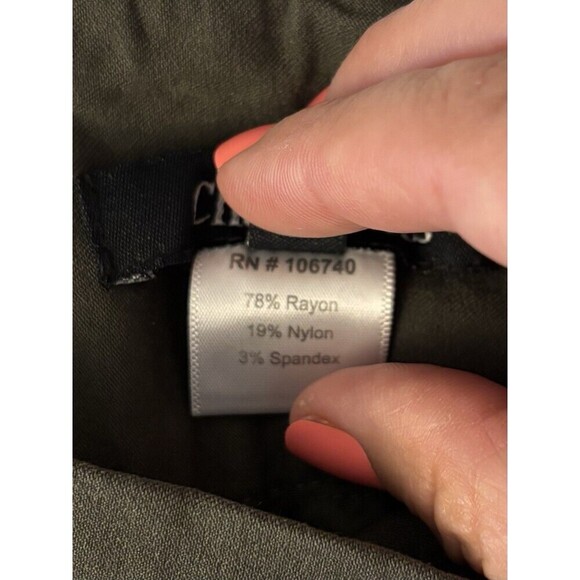 RN # 106740
78% Rayon
19% Nylon
3% Spandex